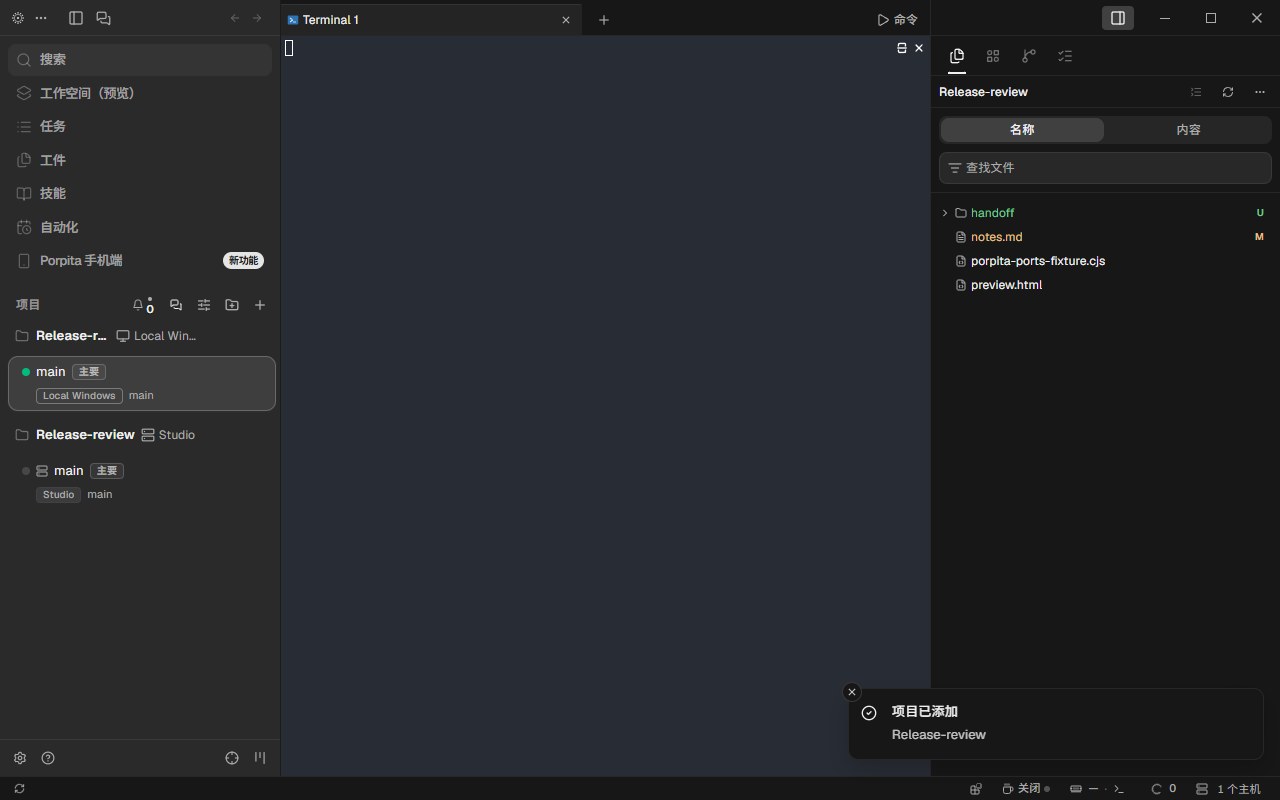 搜索
工作空间（预览）
任务
工件
技能
自动化
Porpita 手机端 新功能
项目 0
Release-r... Local Win...
main 主要
Local Windows main
Release-review Studio
main 主要
Studio main
Terminal 1
命令
Release-review
名称 内容
查找文件
handoff U
notes.md M
porpita-ports-fixture.cjs
preview.html
项目已添加
Release-review
关闭 0 1 个主机